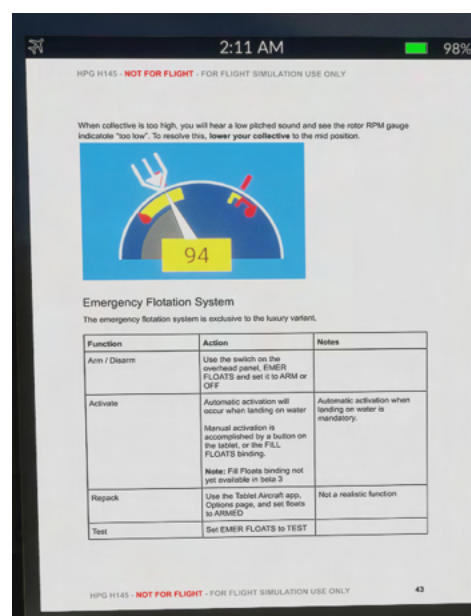 2:11 AM
98%
HPG H145 - NOT FOR FLIGHT - FOR FLIGHT SIMULATION USE ONLY
When collective is too high, you will hear a low pitched sound and see the rotor RPM gauge
indicatole "too low". To resolve this, lower your collective to the mid position.
94
Emergency Flotation System
The emergency flotation system is exclusive to the luxury variant.
Function Action Notes
Arm / Disarm
Use the switch on the
overhead panel, EMER
FLOATS and set it to ARM or
OFF
Activate
Automatic activation will
occur when landing on water
Manual activation is
accomplished by a button on
the tablet, or the FILL
FLOATS binding.
Note: Fill Floats binding not
yet available in beta 3
Automatic activation when
landing on water is
mandatory.
Repack
Use the Tablet Aircraft app,
Options page, and set floats
to ARMED
Not a realistic function
Test
Set EMER FLOATS to TEST
HPG H145 - NOT FOR FLIGHT - FOR FLIGHT SIMULATION USE ONLY
43